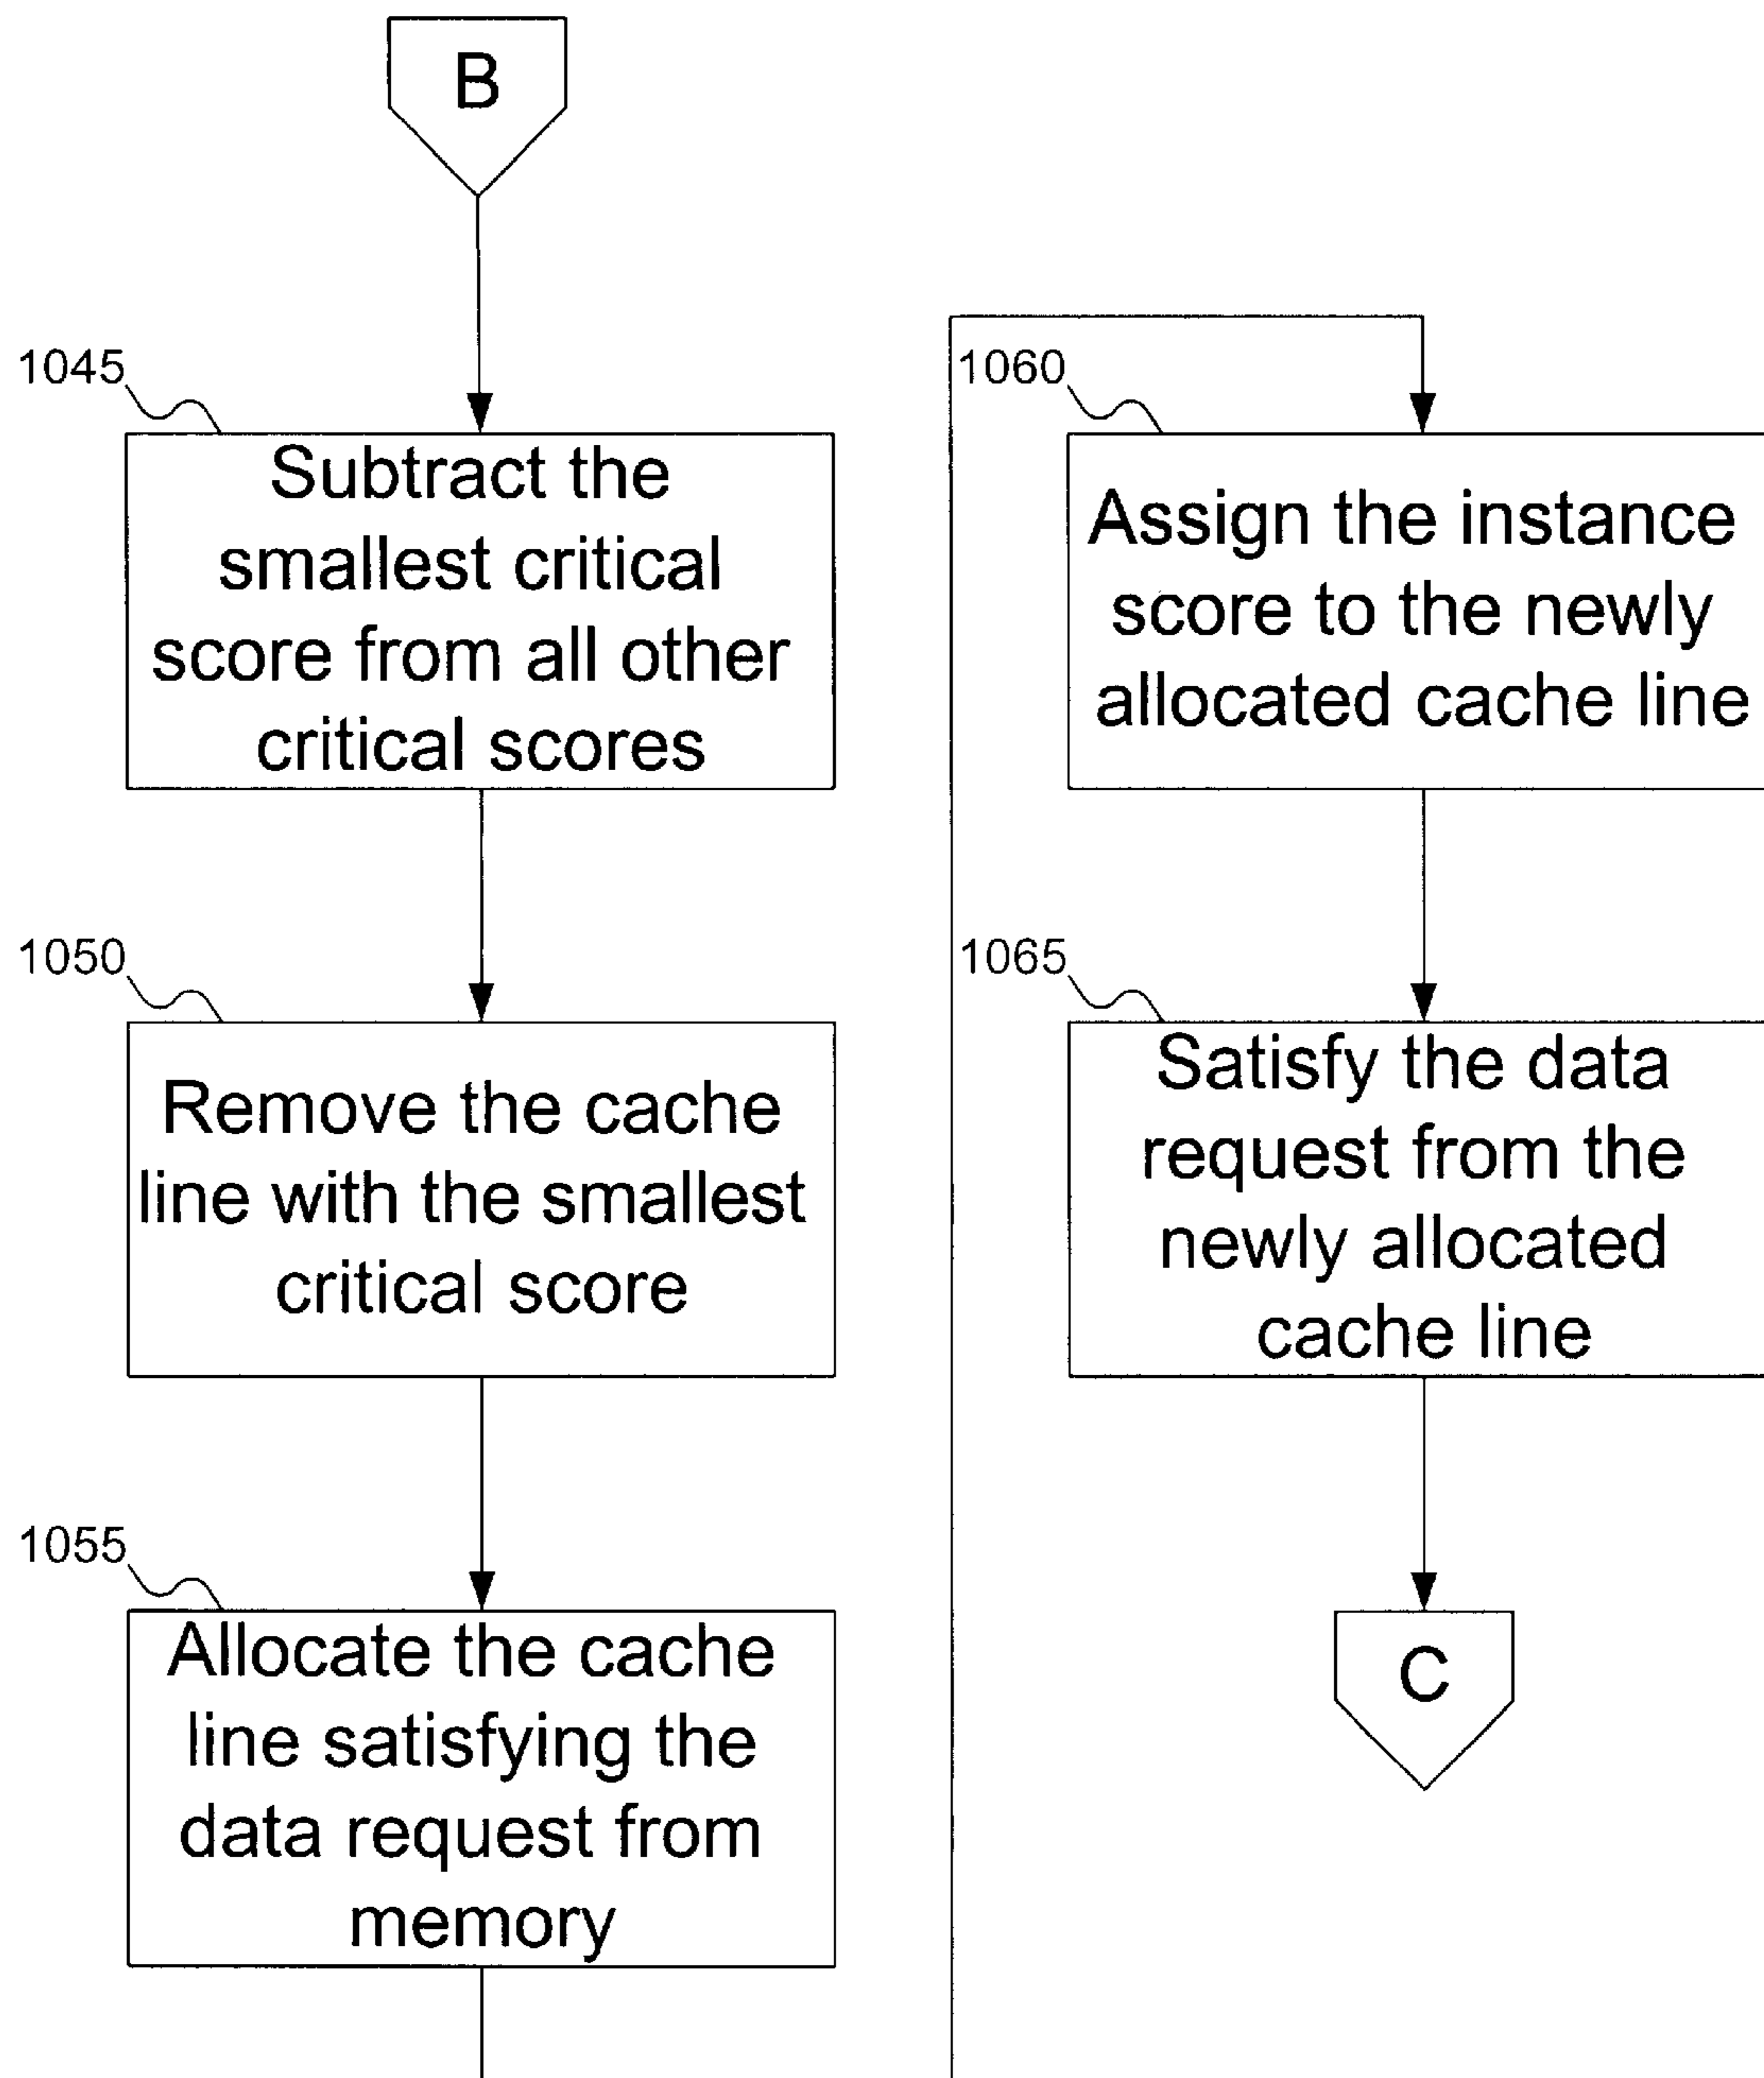 B
1045
Subtract the
smallest critical
score from all other
critical scores
1050
Remove the cache
line with the smallest
critical score
1055
Allocate the cache
line satisfying the
data request from
memory
1060
Assign the instance
score to the newly
allocated cache line
1065
Satisfy the data
request from the
newly allocated
cache line
C